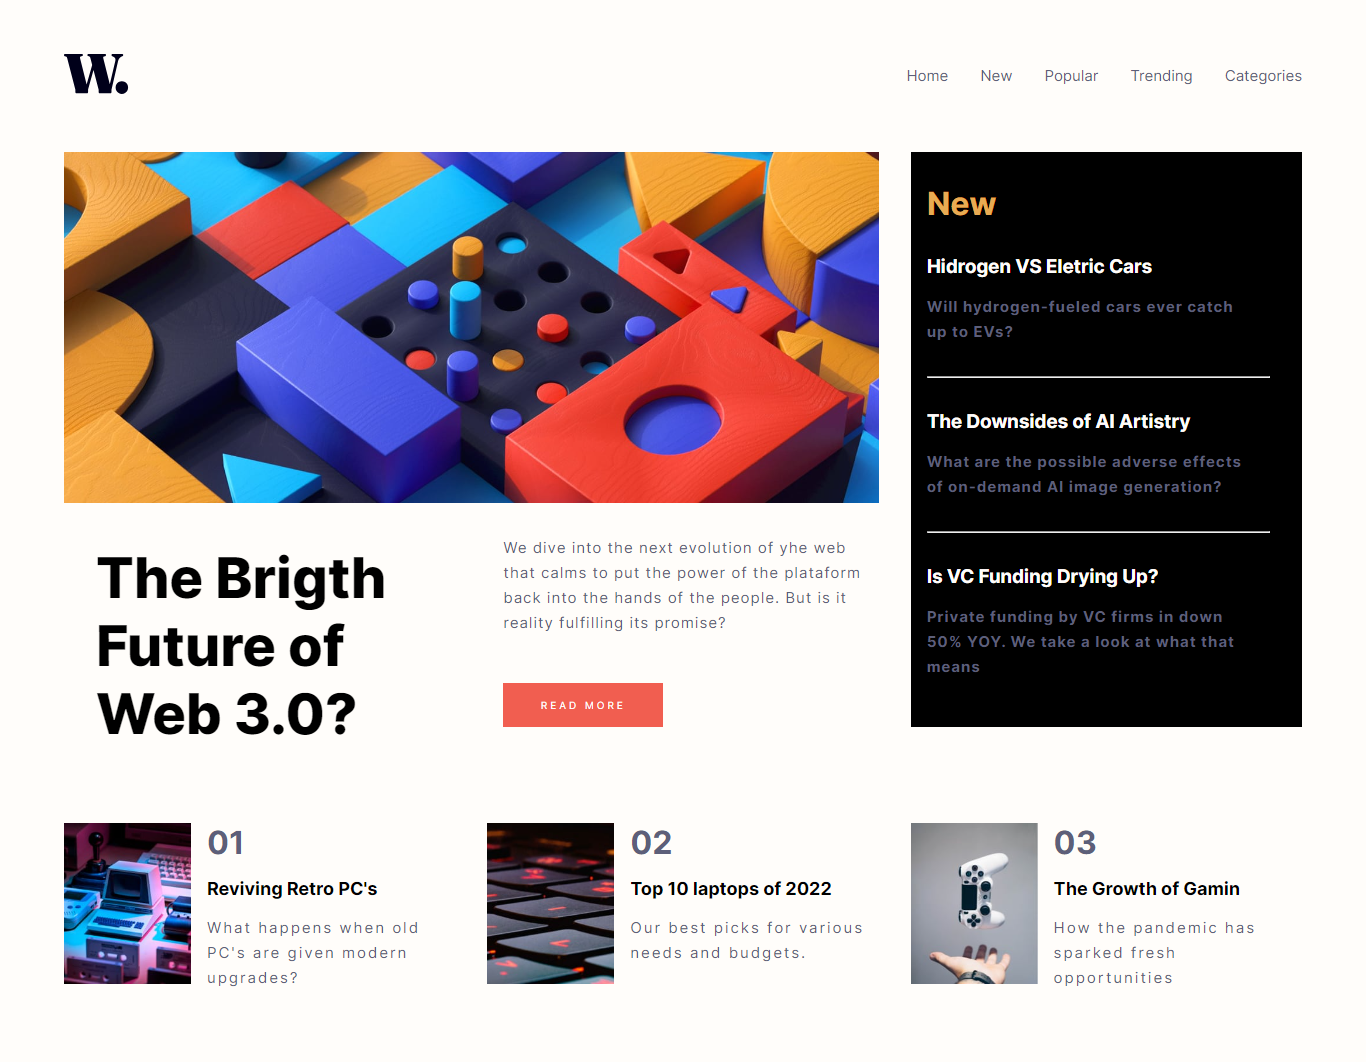 W.
Home New Popular Trending Categories
New
Hidrogen VS Eletric Cars
Will hydrogen-fueled cars ever catch
up to EVs?
The Downsides of AI Artistry
What are the possible adverse effects
of on-demand AI image generation?
Is VC Funding Drying Up?
Private funding by VC firms in down
50% YOY. We take a look at what that
means
The Brigth
Future of
Web 3.0?
We dive into the next evolution of yhe web
that calms to put the power of the plataform
back into the hands of the people. But is it
reality fulfilling its promise?
READ MORE
01
Reviving Retro PC's
What happens when old
PC's are given modern
upgrades?
02
Top 10 laptops of 2022
Our best picks for various
needs and budgets.
03
The Growth of Gamin
How the pandemic has
sparked fresh
opportunities